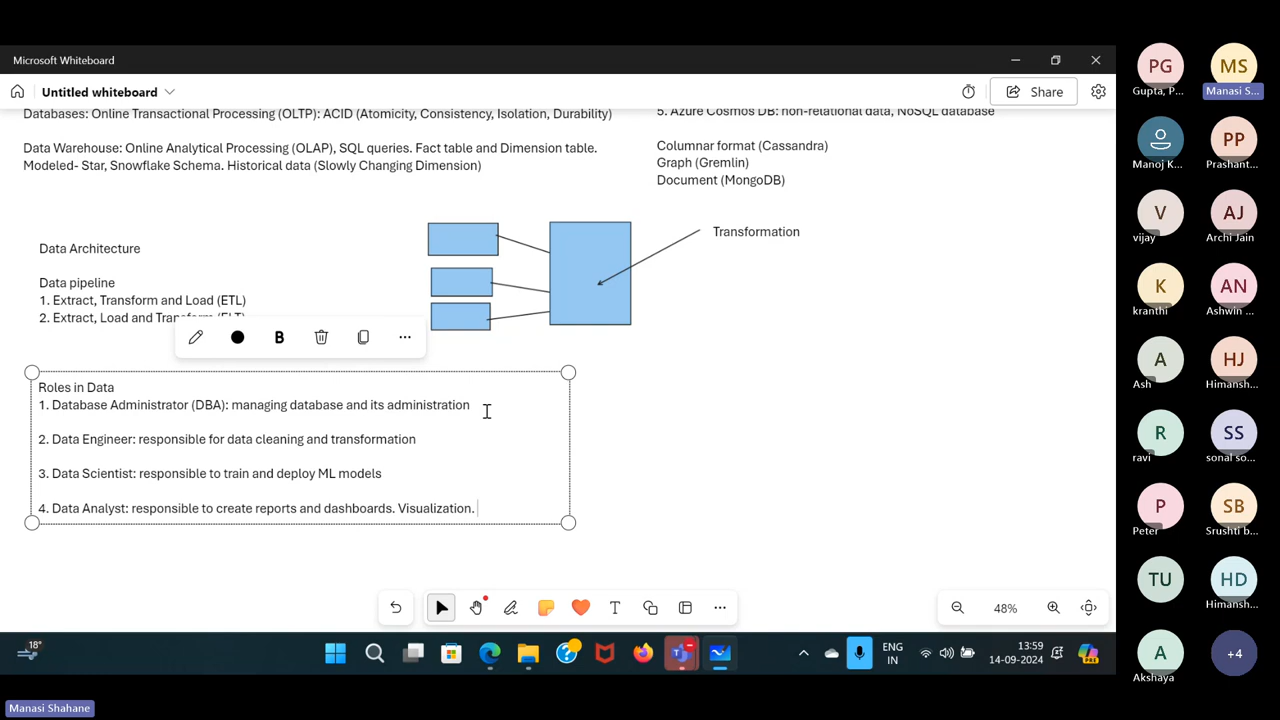 Microsoft Whiteboard
Untitled whiteboard
Share
Databases: Online Transactional Processing (OLTP): ACID (Atomicity, Consistency, Isolation, Durability)
Data Warehouse: Online Analytical Processing (OLAP), SQL queries. Fact table and Dimension table.
Modeled- Star, Snowflake Schema. Historical data (Slowly Changing Dimension)
5. Azure Cosmos DB: non-relational data, NoSQL database
Columnar format (Cassandra)
Graph (Gremlin)
Document (MongoDB)
Transformation
Data Architecture
Data pipeline
1. Extract, Transform and Load (ETL)
2. Extract, Load and Transform (ELT)
B
Roles in Data
1. Database Administrator (DBA): managing database and its administration
2. Data Engineer: responsible for data cleaning and transformation
3. Data Scientist: responsible to train and deploy ML models
4. Data Analyst: responsible to create reports and dashboards. Visualization.
T
48%
18°
ENG
IN
13:59
14-09-2024
PRE
PG
Gupta, P...
MS
Manasi S...
Manoj K...
PP
Prashant...
V
vijay
AJ
Archi Jain
K
kranthi
AN
Ashwin ...
A
Ash
HJ
Himansh...
R
ravi
SS
sonal so...
P
Peter
SB
Srushti b...
TU
HD
Himansh...
A
Akshaya
+4
Manasi Shahane